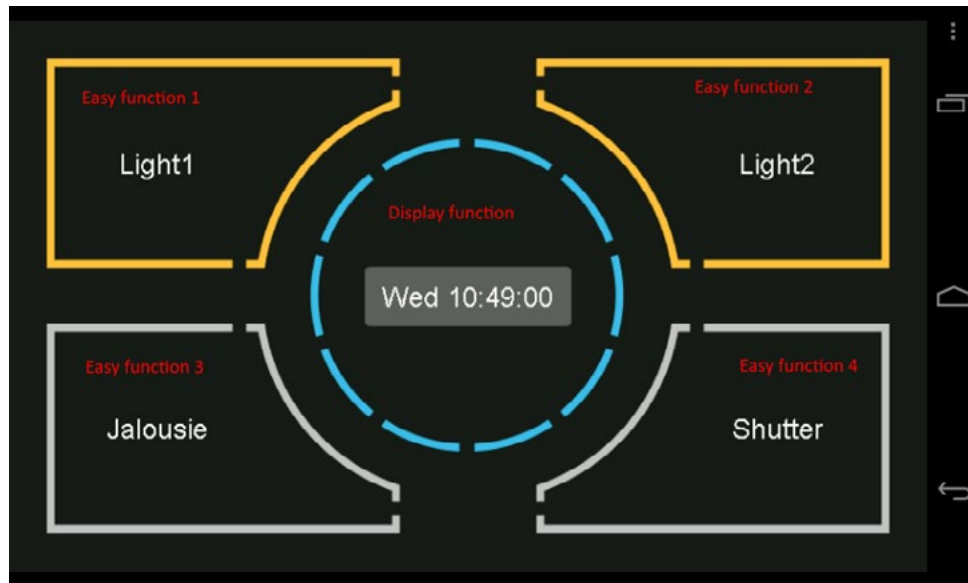 Easy function 1
Easy function 2
Light1
Light2
Display function
Wed 10:49:00
Easy function 3
Easy function 4
Jalousie
Shutter